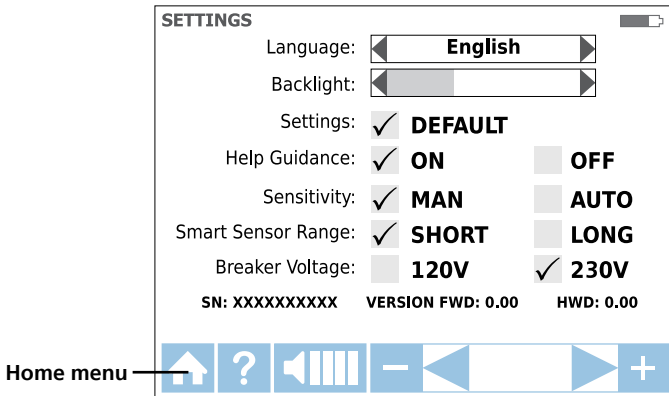 SETTINGS
Language: English
Backlight:
Settings: DEFAULT
Help Guidance: ON OFF
Sensitivity: MAN AUTO
Smart Sensor Range: SHORT LONG
Breaker Voltage: 120V 230V
SN: XXXXXXXXXX VERSION FWD: 0.00 HWD: 0.00
Home menu ? − +